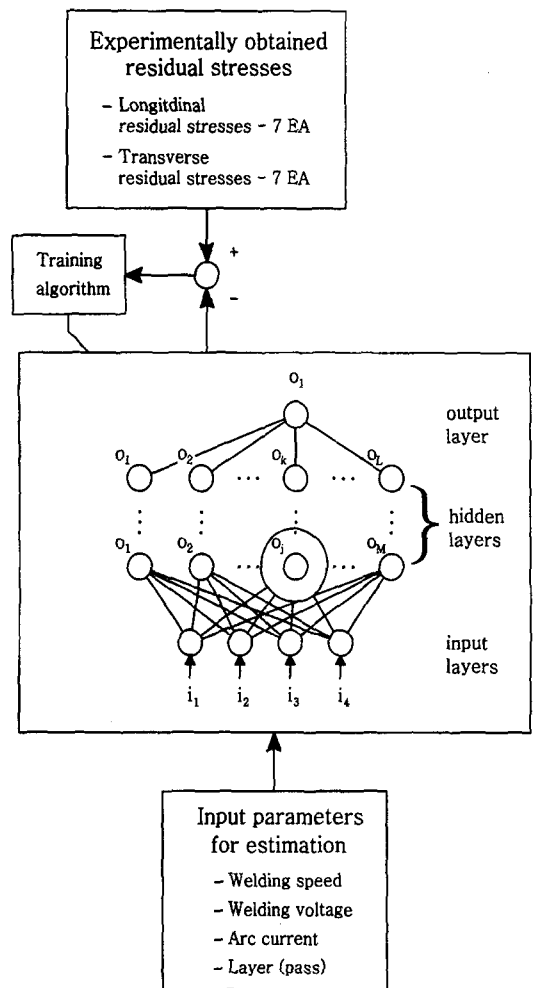 Experimentally obtained
residual stresses
- Longitdinal
residual stresses - 7 EA
- Transverse
residual stresses - 7 EA
+
Training
algorithm
-
o1
output
layer
o1 o2 ... ok ... oL
hidden
layers
o1 o2 ... oj ... oM
input
layers
i1 i2 i3 i4
Input parameters
for estimation
- Welding speed
- Welding voltage
- Arc current
- Layer (pass)